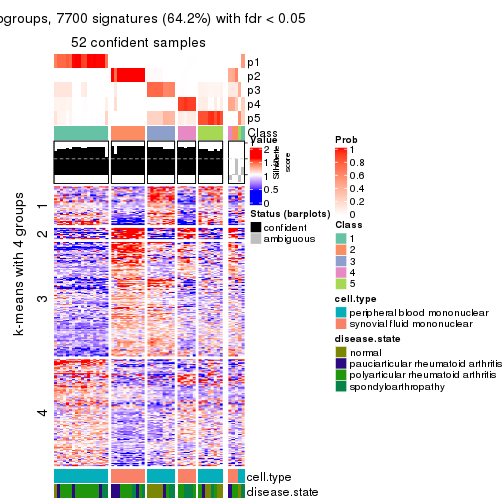 ogroups, 7700 signatures (64.2%) with fdr < 0.05
52 confident samples
p1
p2
p3
p4
p5
Class
Silhouette
score
1
0.5
0
k-means with 4 groups
1
2
3
4
cell.type
disease.state
Value
2
1.5
1
0.5
0
Status (barplots)
confident
ambiguous
Prob
1
0.8
0.6
0.4
0.2
0
Class
1
2
3
4
5
cell.type
peripheral blood mononuclear
synovial fluid mononuclear
disease.state
normal
pauciarticular rheumatoid arthritis
polyarticular rheumatoid arthritis
spondyloarthropathy